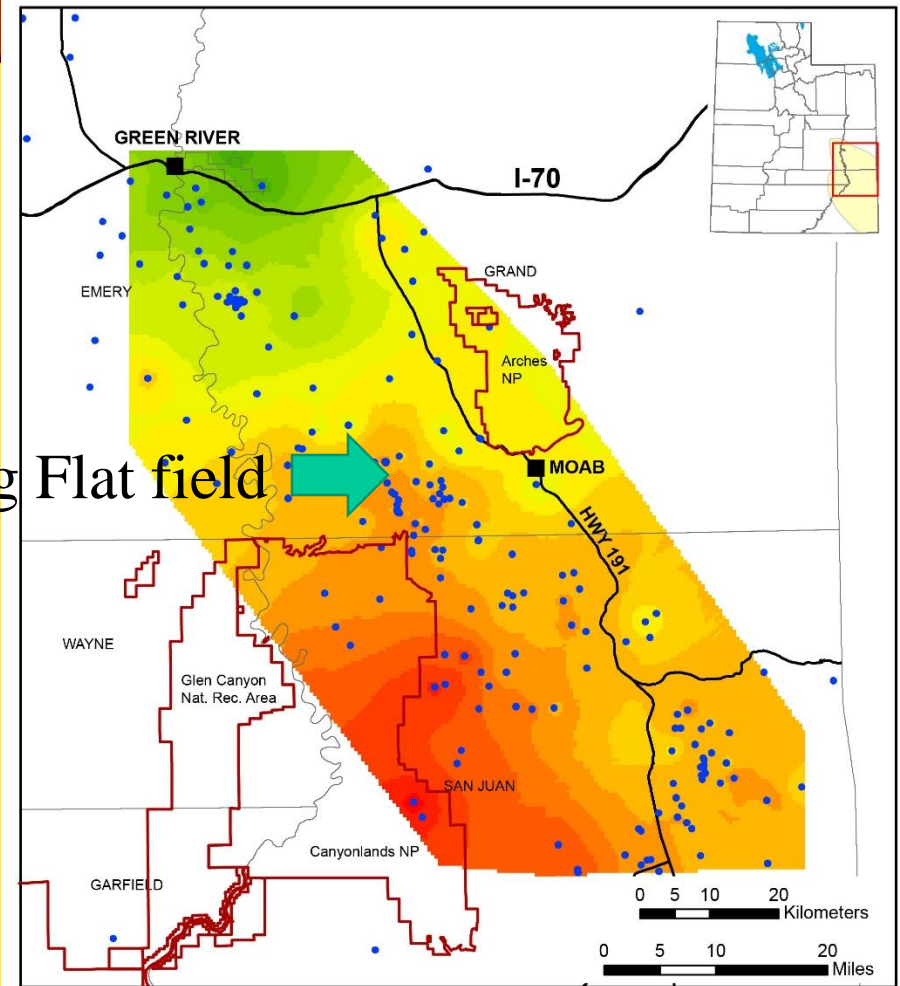 GREEN RIVER
I-70
GRAND
EMERY
Arches
NP
g Flat field
MOAB
HWY 191
WAYNE
Glen Canyon
Nat. Rec. Area
SAN JUAN
Canyonlands NP
GARFIELD
0 5 10 20
Kilometers
0 5 10 20
Miles